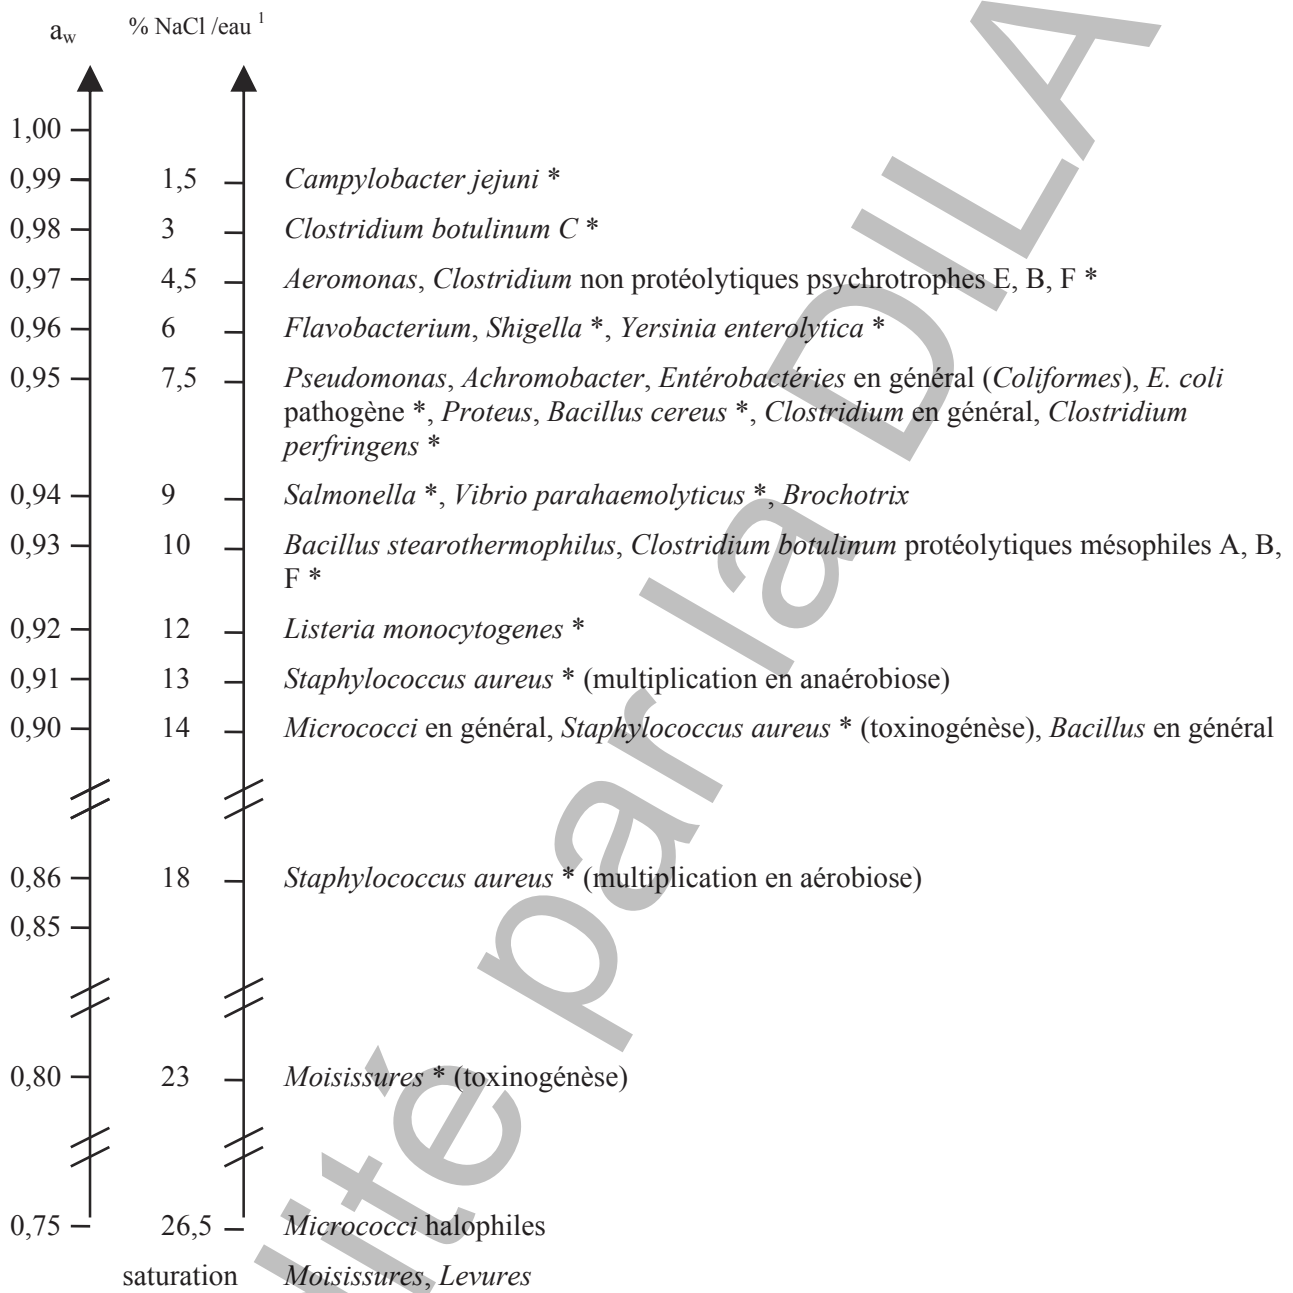 a_w % NaCl /eau 1
1,00
0,99 1,5 Campylobacter jejuni *
0,98 3 Clostridium botulinum C *
0,97 4,5 Aeromonas, Clostridium non protéolytiques psychrotrophes E, B, F *
0,96 6 Flavobacterium, Shigella *, Yersinia enterolytica *
0,95 7,5 Pseudomonas, Achromobacter, Entérobactéries en général (Coliformes), E. coli
pathogène *, Proteus, Bacillus cereus *, Clostridium en général, Clostridium
perfringens *
0,94 9 Salmonella *, Vibrio parahaemolyticus *, Brochotrix
0,93 10 Bacillus stearothermophilus, Clostridium botulinum protéolytiques mésophiles A, B,
F *
0,92 12 Listeria monocytogenes *
0,91 13 Staphylococcus aureus * (multiplication en anaérobiose)
0,90 14 Micrococci en général, Staphylococcus aureus * (toxinogénèse), Bacillus en général
0,86 18 Staphylococcus aureus * (multiplication en aérobiose)
0,85
0,80 23 Moisissures * (toxinogénèse)
0,75 26,5 Micrococci halophiles
saturation Moisissures, Levures
lité par la DILA